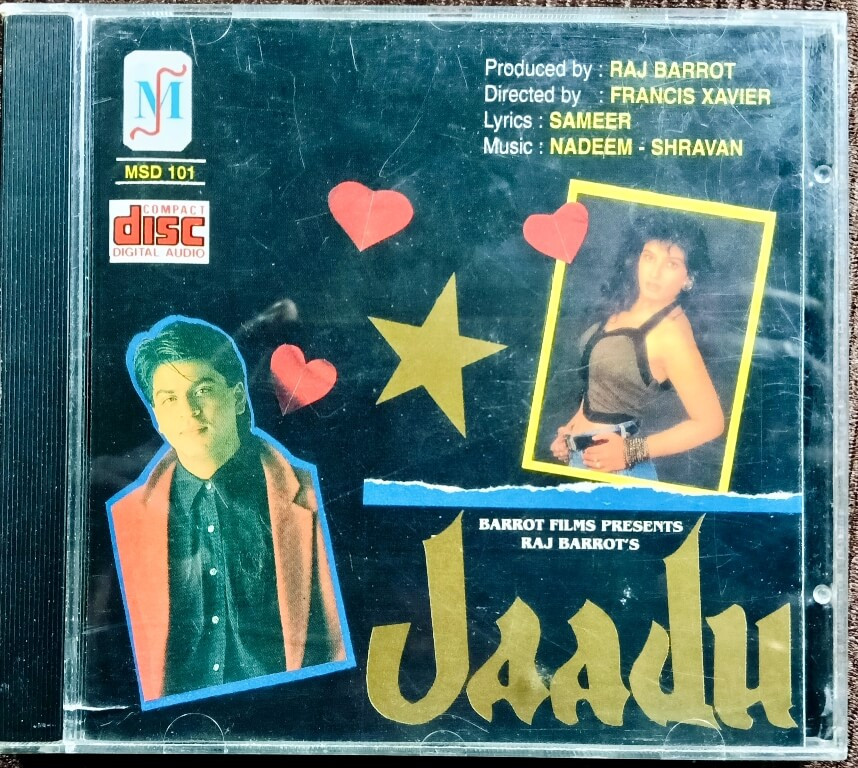 MS
MSD 101
COMPACT
disc
DIGITAL AUDIO
Produced by : RAJ BARROT
Directed by : FRANCIS XAVIER
Lyrics : SAMEER
Music : NADEEM - SHRAVAN
BARROT FILMS PRESENTS
RAJ BARROT'S
Jaadu